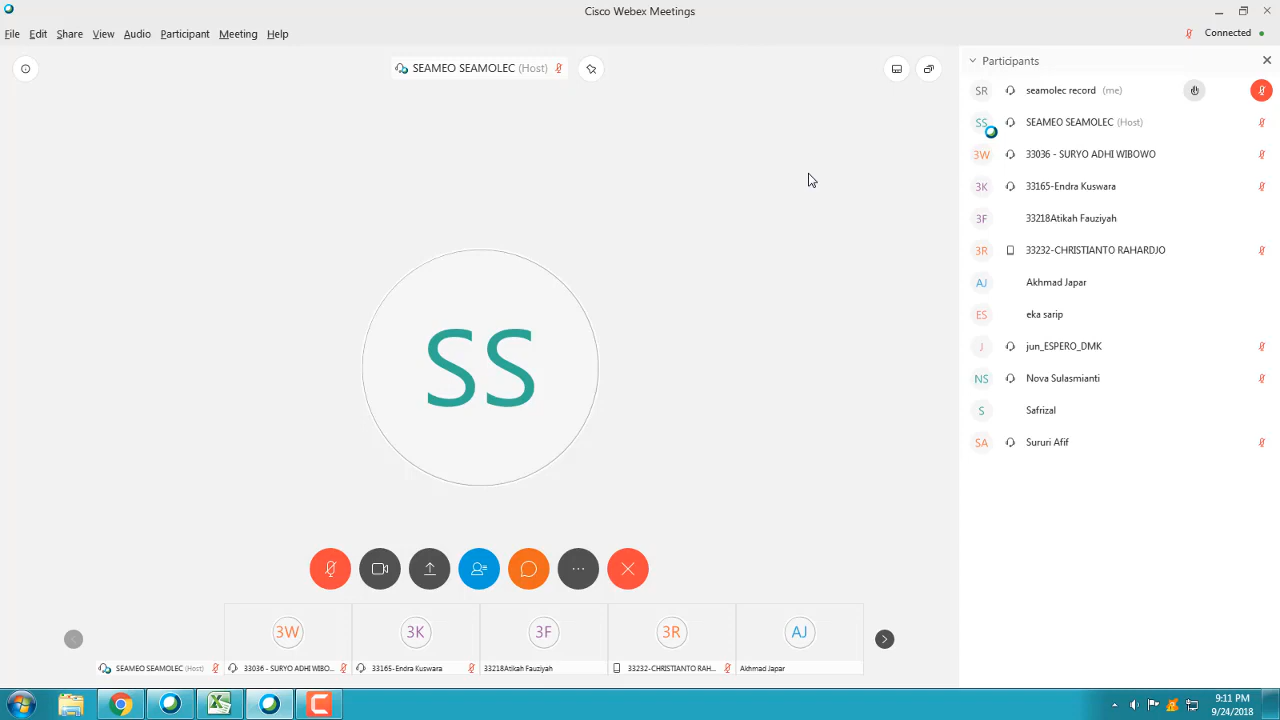 Cisco Webex Meetings
File Edit Share View Audio Participant Meeting Help
Connected
SEAMEO SEAMOLEC (Host)
SS
Participants
SR seamolec record (me)
SS SEAMEO SEAMOLEC (Host)
3W 33036 - SURYO ADHI WIBOWO
3K 33165-Endra Kuswara
3F 33218Atikah Fauziyah
3R 33232-CHRISTIANTO RAHARDJO
AJ Akhmad Japar
ES eka sarip
J jun_ESPERO_DMK
NS Nova Sulasmianti
S Safrizal
SA Sururi Afif
3W 3K 3F 3R AJ
SEAMEO SEAMOLEC (Host) 33036 - SURYO ADHI WIBO... 33165-Endra Kuswara 33218Atikah Fauziyah 33232-CHRISTIANTO RAH... Akhmad Japar
9:11 PM
9/24/2018